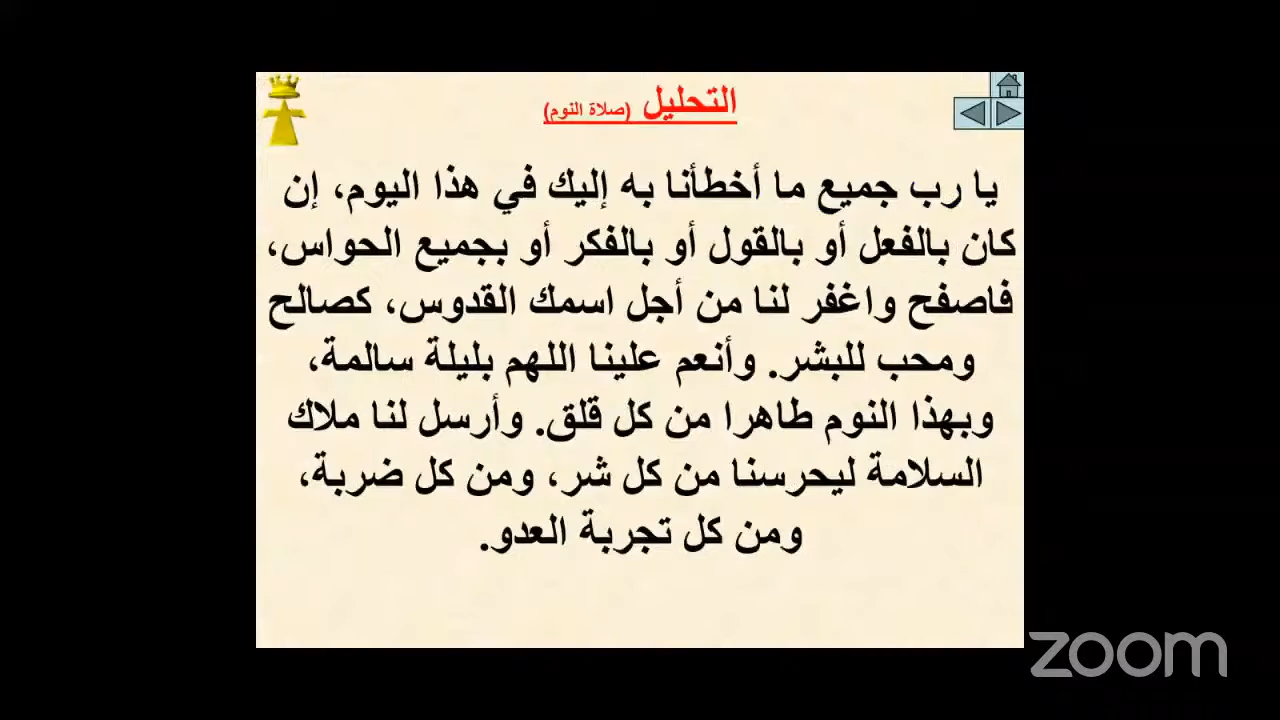 التحليل (صلاة النوم)
يا رب جميع ما أخطأنا به إليك في هذا اليوم، إن
كان بالفعل أو بالقول أو بالفكر أو بجميع الحواس،
فاصفح واغفر لنا من أجل اسمك القدوس، كصالح
ومحب للبشر. وأنعم علينا اللهم بليلة سالمة،
وبهذا النوم طاهرا من كل قلق. وأرسل لنا ملاك
السلامة ليحرسنا من كل شر، ومن كل ضربة،
ومن كل تجربة العدو.
zoom